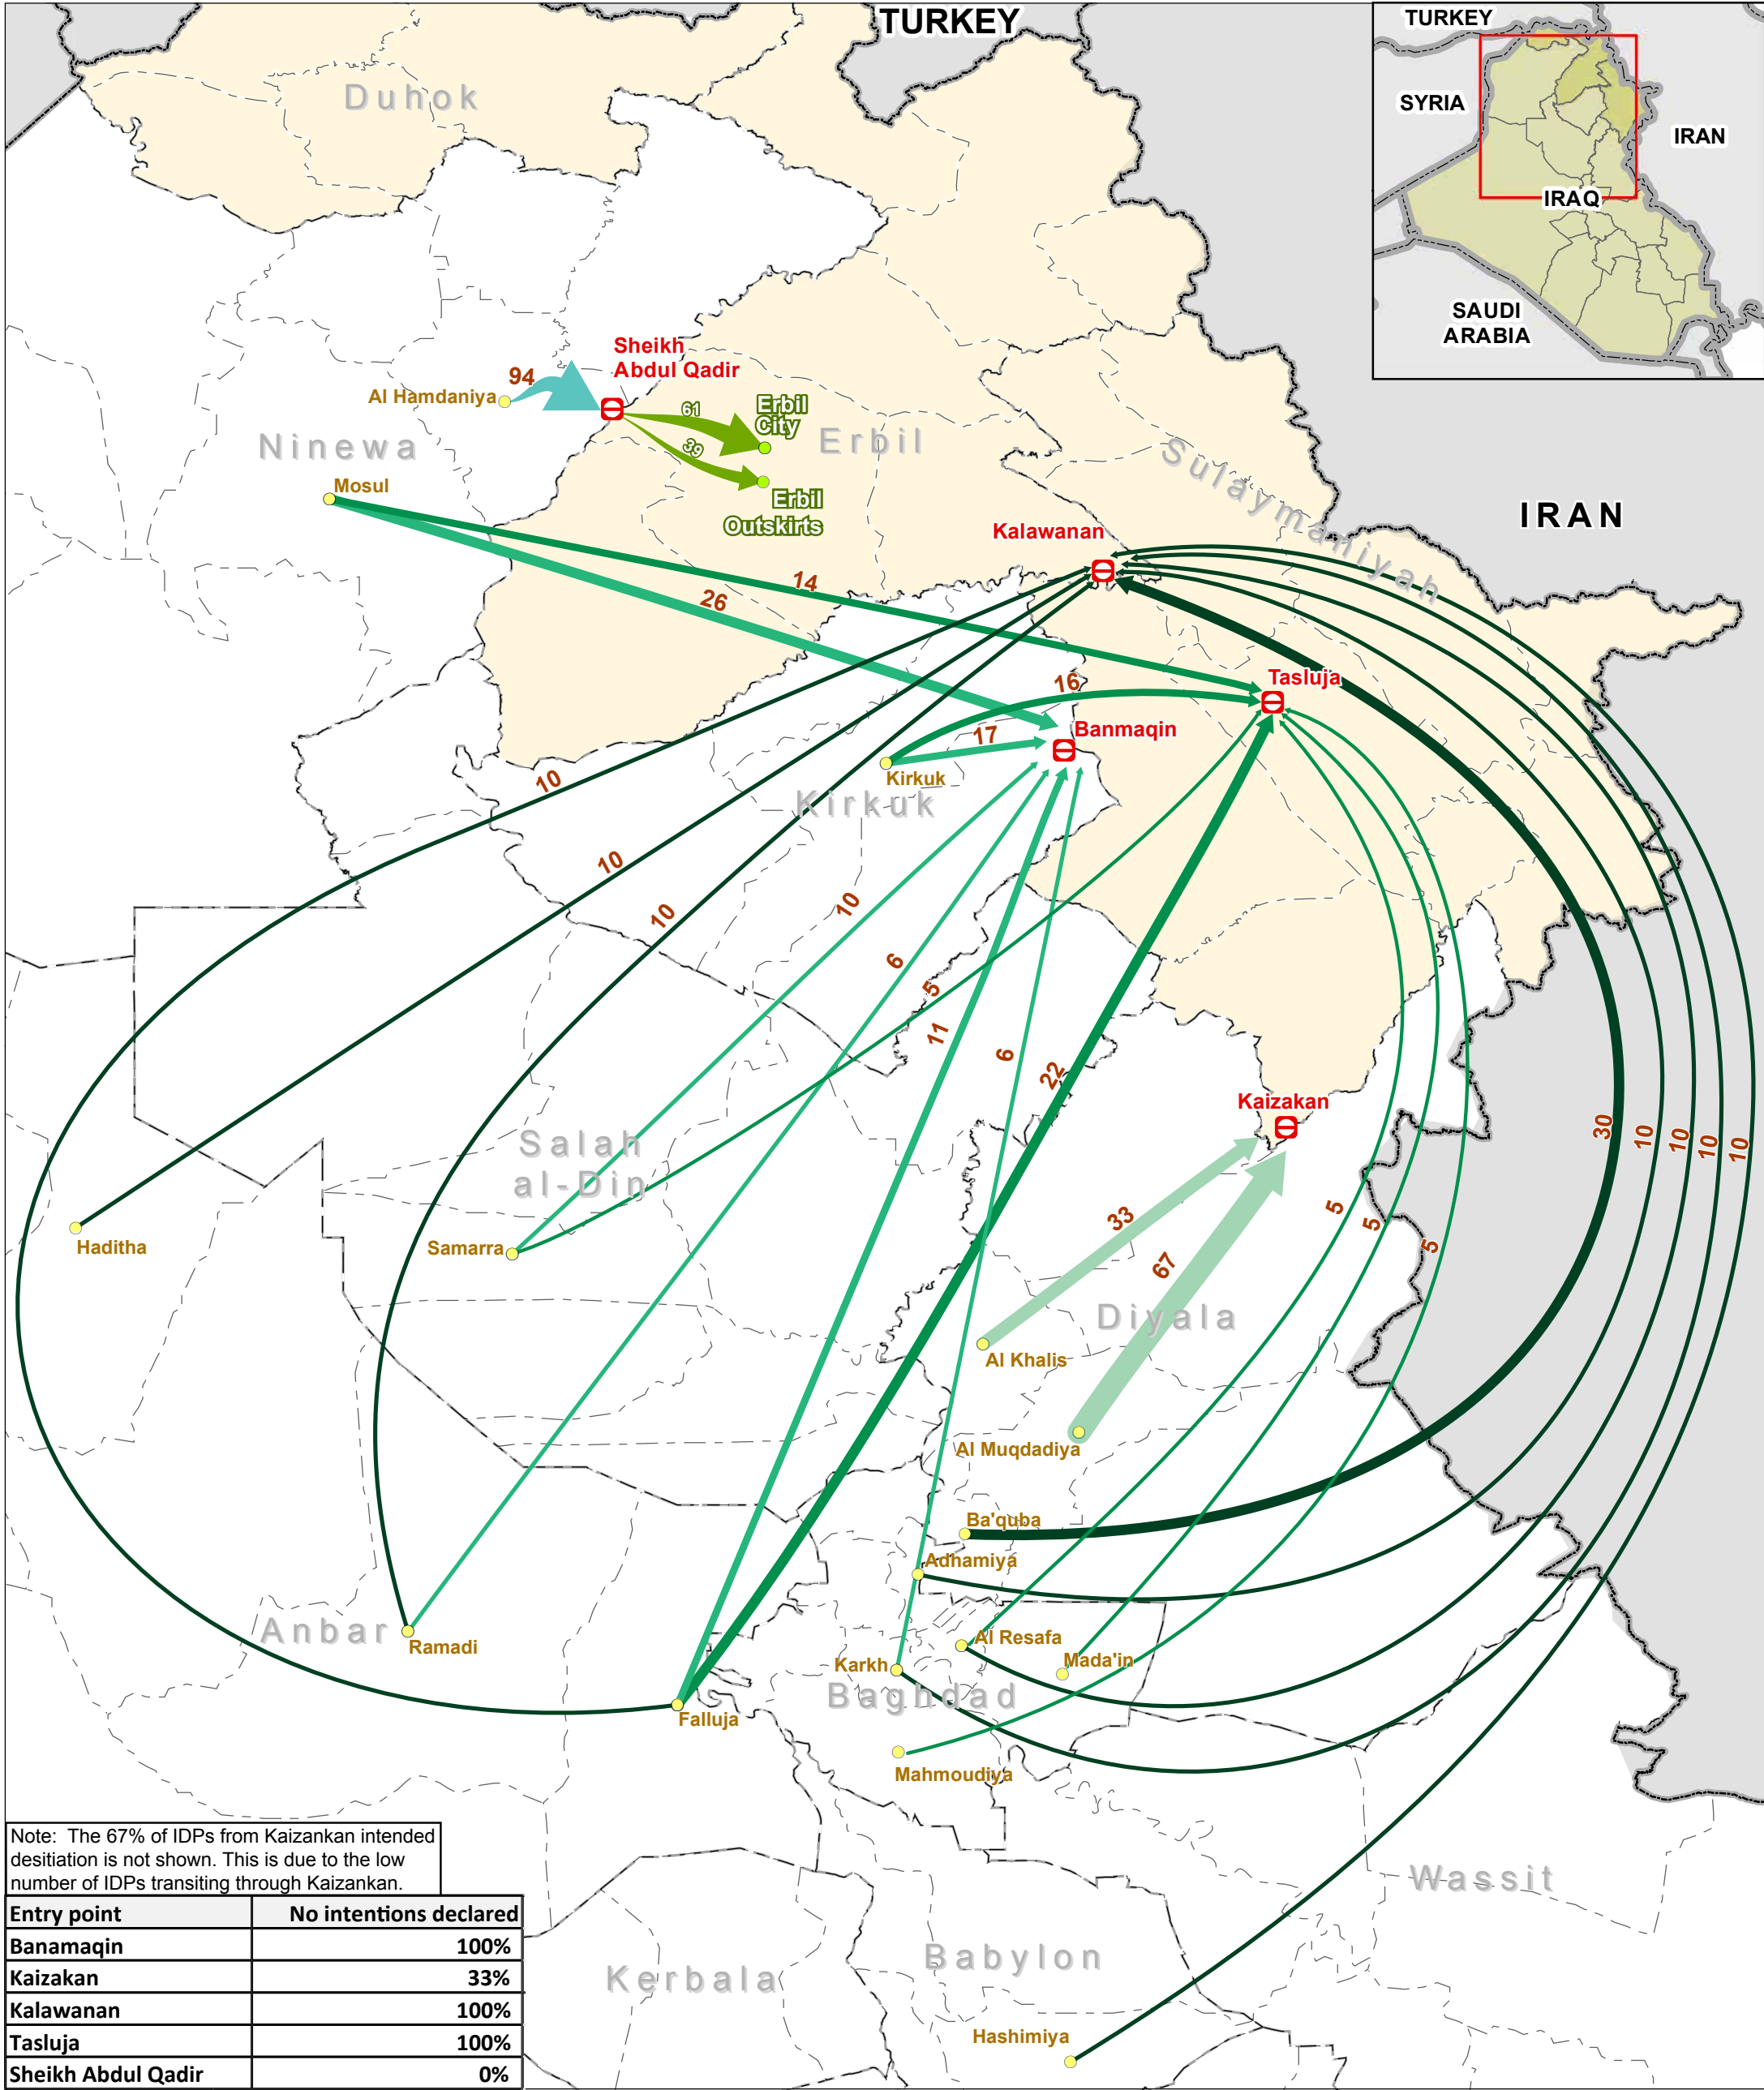 TURKEY
TURKEY
SYRIA
IRAN
IRAQ
SAUDI
ARABIA
Duhok
Sheikh
Abdul Qadir
94
Al Hamdaniya
61
Erbil
City
39
Erbil
Outskirts
Erbil
Ninewa
Mosul
Sulaymaniyah
IRAN
Kalawanan
14
26
Tasluja
16
Banmaqin
17
Kirkuk
Kirkuk
10
10
10
10
6
5
11
6
22
Kaizakan
30
10
10
10
10
Salah
al-Din
33
5
5
5
67
Haditha
Samarra
Diyala
Al Khalis
Al Muqdadiya
Ba'quba
Adhamiya
Anbar
Ramadi
Al Resafa
Karkh
Mada'in
Baghdad
Falluja
Mahmoudiya
Note: The 67% of IDPs from Kaizankan intended
desitiation is not shown. This is due to the low
number of IDPs transiting through Kaizankan.
Wassit
Entry point No intentions declared
Banamaqin 100%
Kaizakan 33%
Kalawanan 100%
Tasluja 100%
Sheikh Abdul Qadir 0%
Kerbala
Babylon
Hashimiya